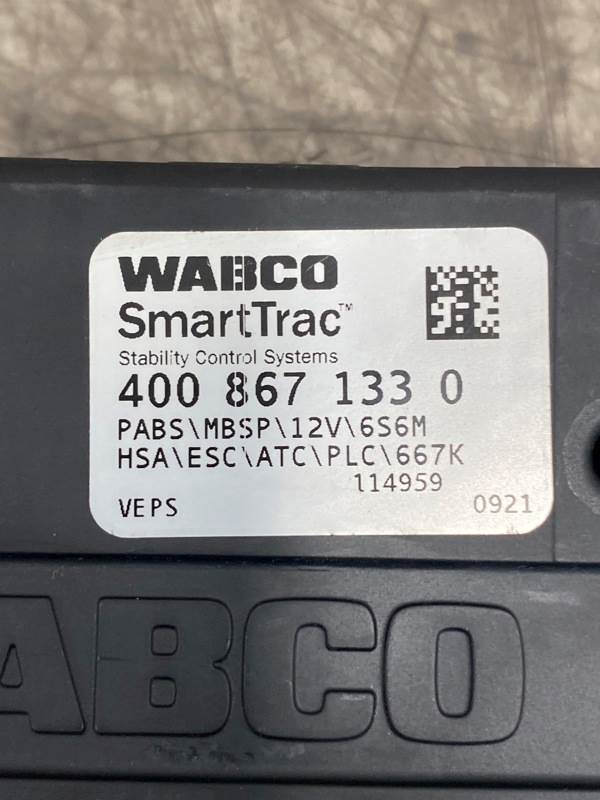 WABCO
SmartTrac™
Stability Control Systems
400 867 133 0
PABS\MBSP\12V\6S6M
HSA\ESC\ATC\PLC\667K
114959
VEPS 0921
ABCO